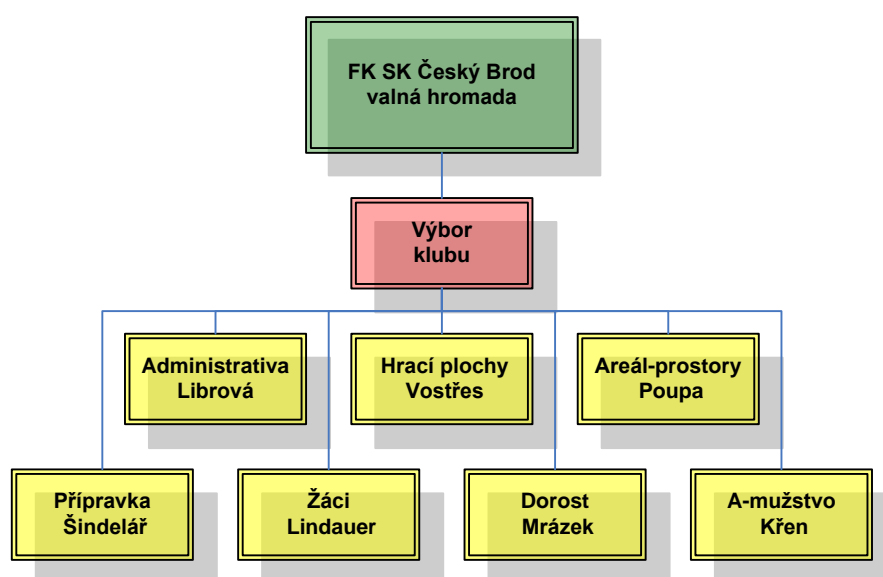 FK SK Český Brod
valná hromada
Výbor
klubu
Administrativa
Librová
Hrací plochy
Vostřes
Areál-prostory
Poupa
Přípravka
Šindelář
Žáci
Lindauer
Dorost
Mrázek
A-mužstvo
Křen